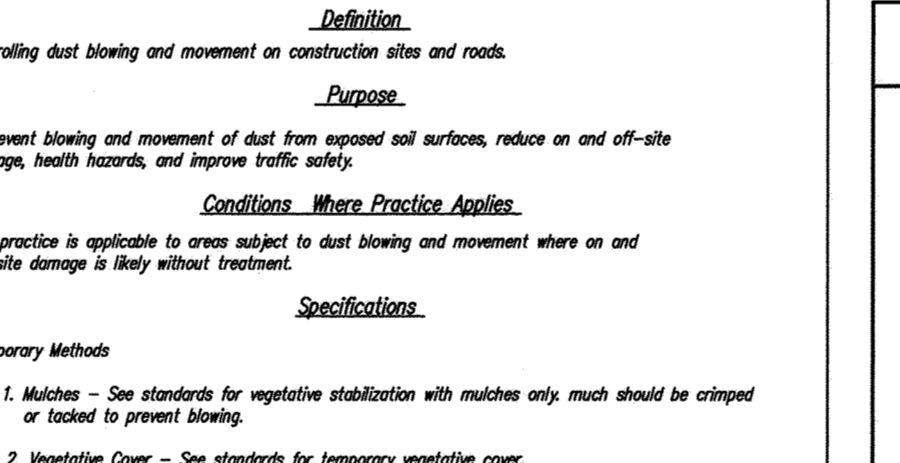 Definition
rolling dust blowing and movement on construction sites and roads.
Purpose
event blowing and movement of dust from exposed soil surfaces, reduce on and off-site
age, health hazards, and improve traffic safety.
Conditions Where Practice Applies
practice is applicable to areas subject to dust blowing and movement where on and
site damage is likely without treatment.
Specifications
porary Methods
1. Mulches - See standards for vegetative stabilization with mulches only. much should be crimped
or tacked to prevent blowing.
2. Vegetative Cover - See standards for temporary vegetative cover.